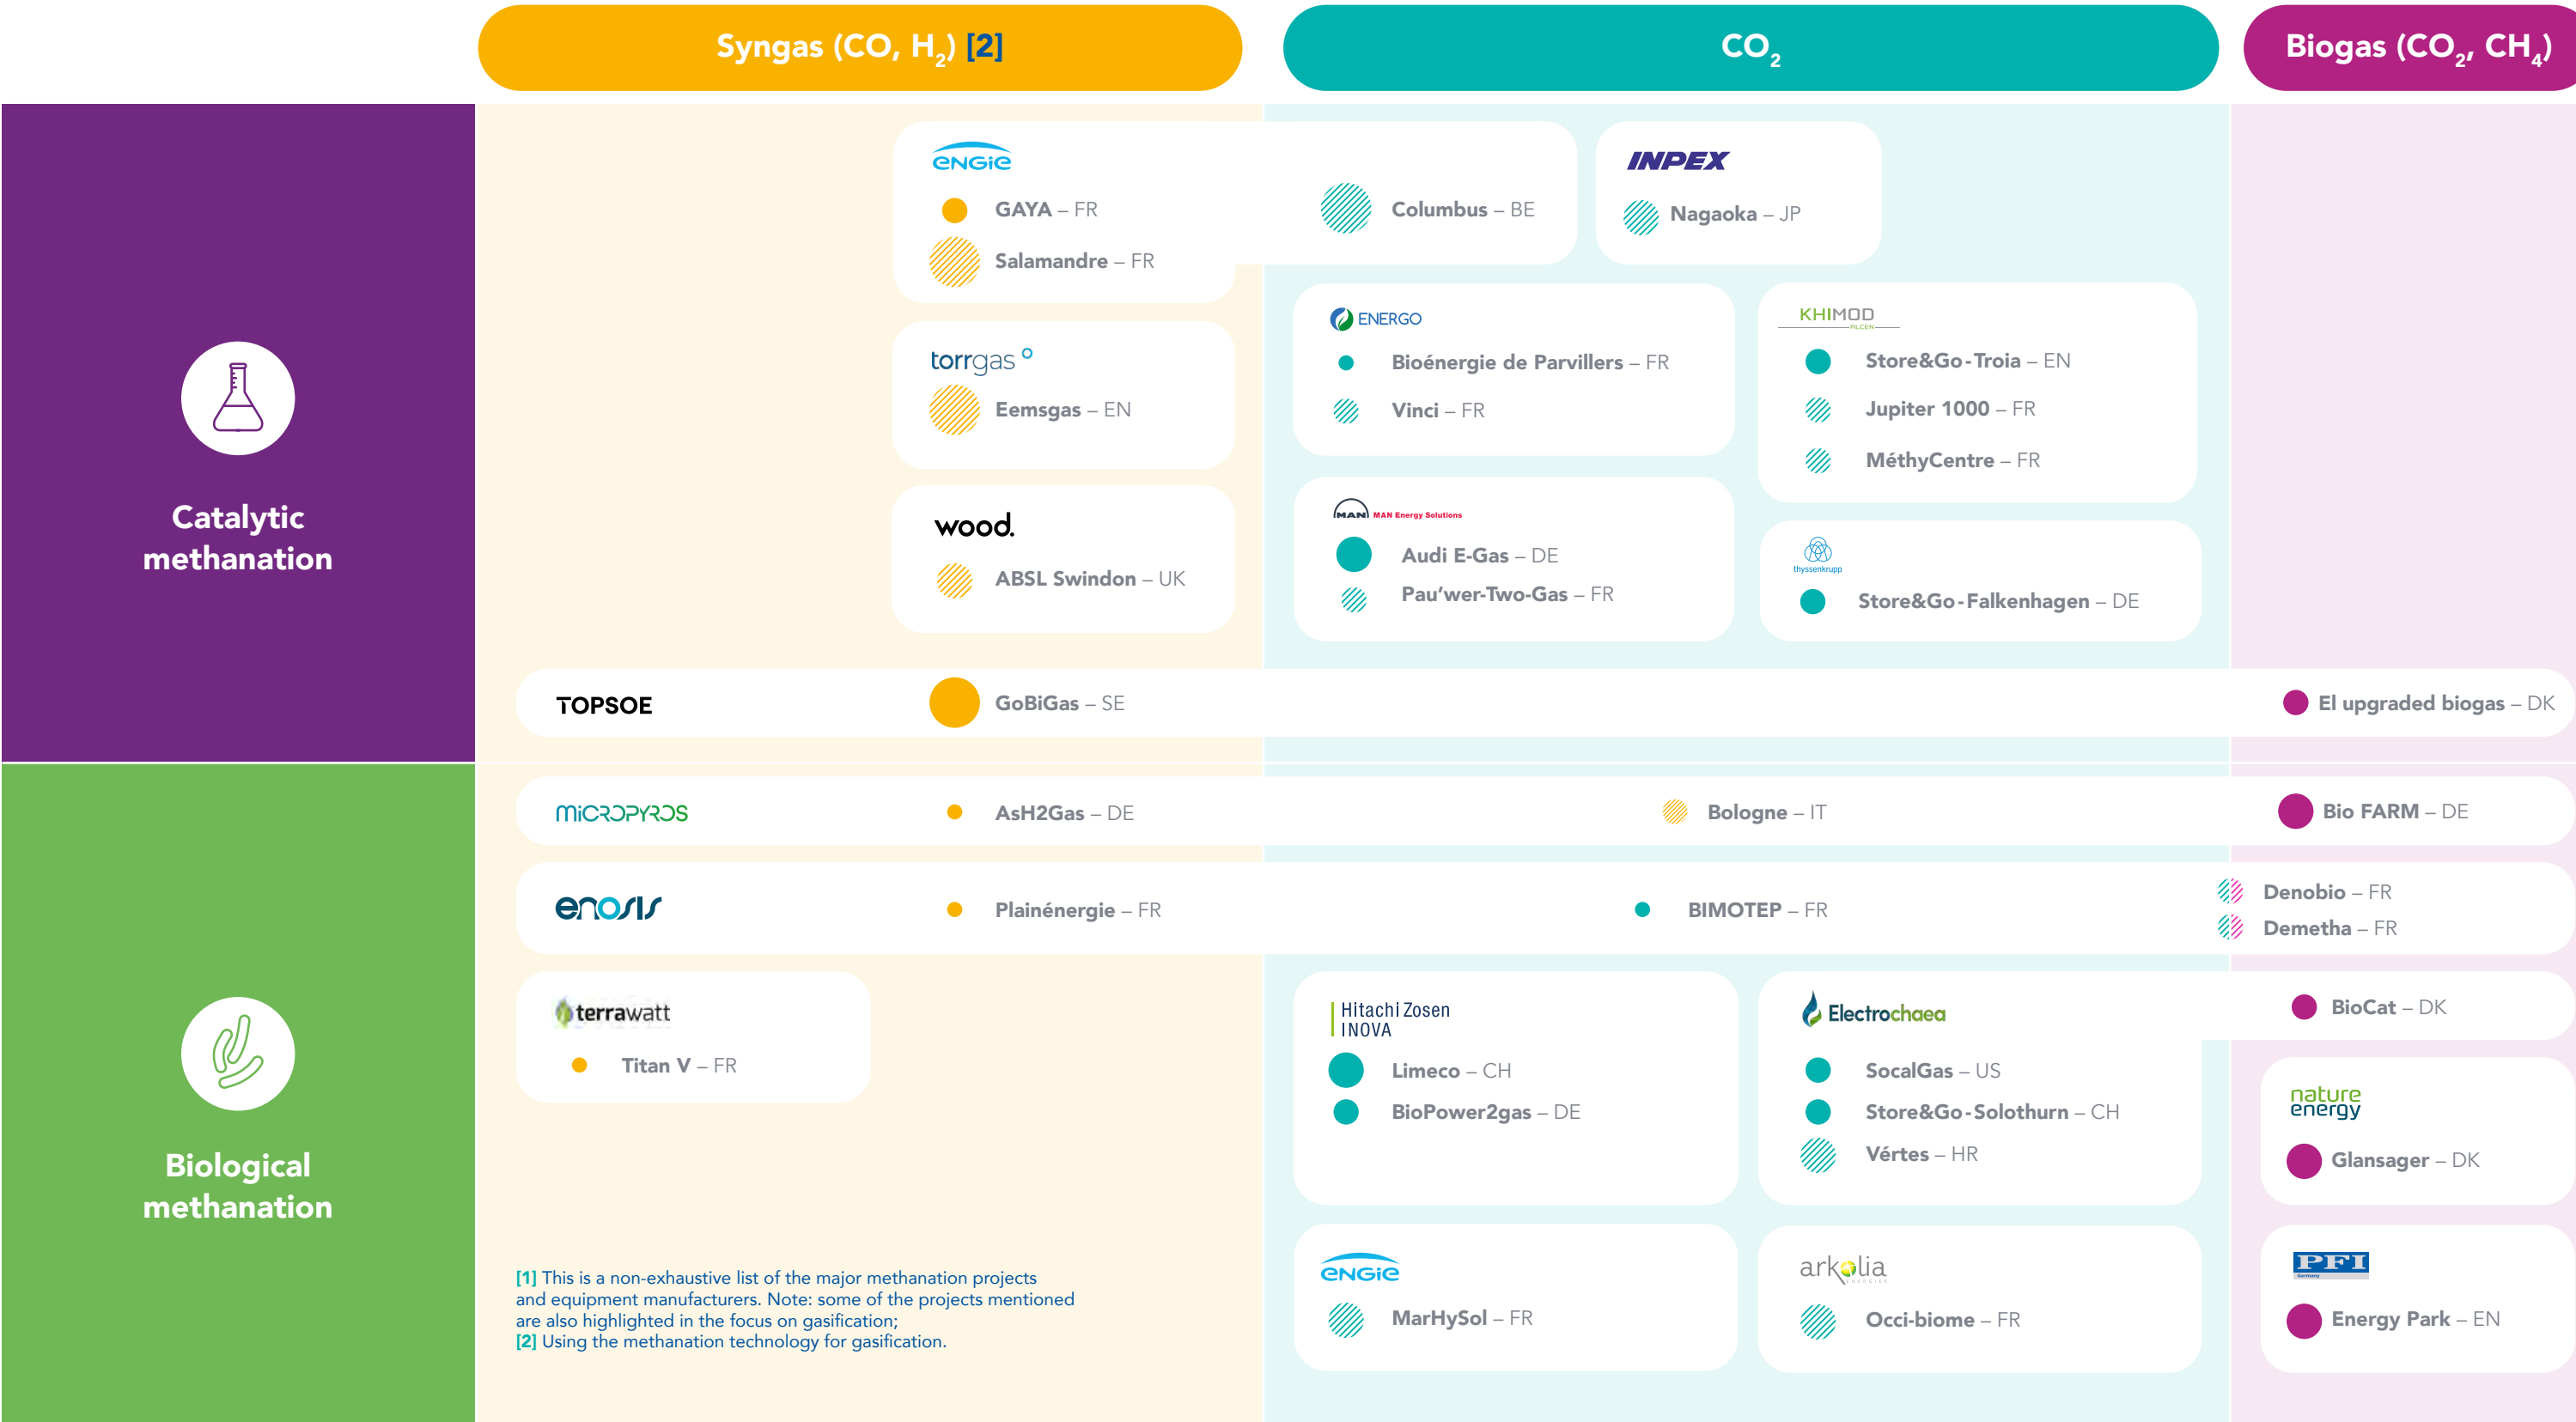 Syngas (CO, H2) [2]
CO2
Biogas (CO2, CH4)
Catalytic
methanation
ENGIE
GAYA – FR
Salamandre – FR
Columbus – BE
INPEX
Nagaoka – JP
torrgas
Eemsgas – EN
wood.
ABSL Swindon – UK
ENERGO
Bioénergie de Parvillers – FR
Vinci – FR
KHIMOD
ALCEN
Store&Go-Troia – EN
Jupiter 1000 – FR
MéthyCentre – FR
MAN MAN Energy Solutions
Audi E-Gas – DE
Pau’wer-Two-Gas – FR
thyssenkrupp
Store&Go-Falkenhagen – DE
TOPSOE
GoBiGas – SE
El upgraded biogas – DK
Biological
methanation
MiCROPYROS
AsH2Gas – DE
Bologne – IT
Bio FARM – DE
enosis
Plainénergie – FR
BIMOTEP – FR
Denobio – FR
Demetha – FR
terrawatt
Titan V – FR
Hitachi Zosen
INOVA
Limeco – CH
BioPower2gas – DE
Electrochaea
SocalGas – US
Store&Go-Solothurn – CH
Vértes – HR
BioCat – DK
nature
energy
Glansager – DK
ENGIE
MarHySol – FR
arkolia
ENERGIES
Occi-biome – FR
PFI
Germany
Energy Park – EN
[1] This is a non-exhaustive list of the major methanation projects
and equipment manufacturers. Note: some of the projects mentioned
are also highlighted in the focus on gasification;
[2] Using the methanation technology for gasification.